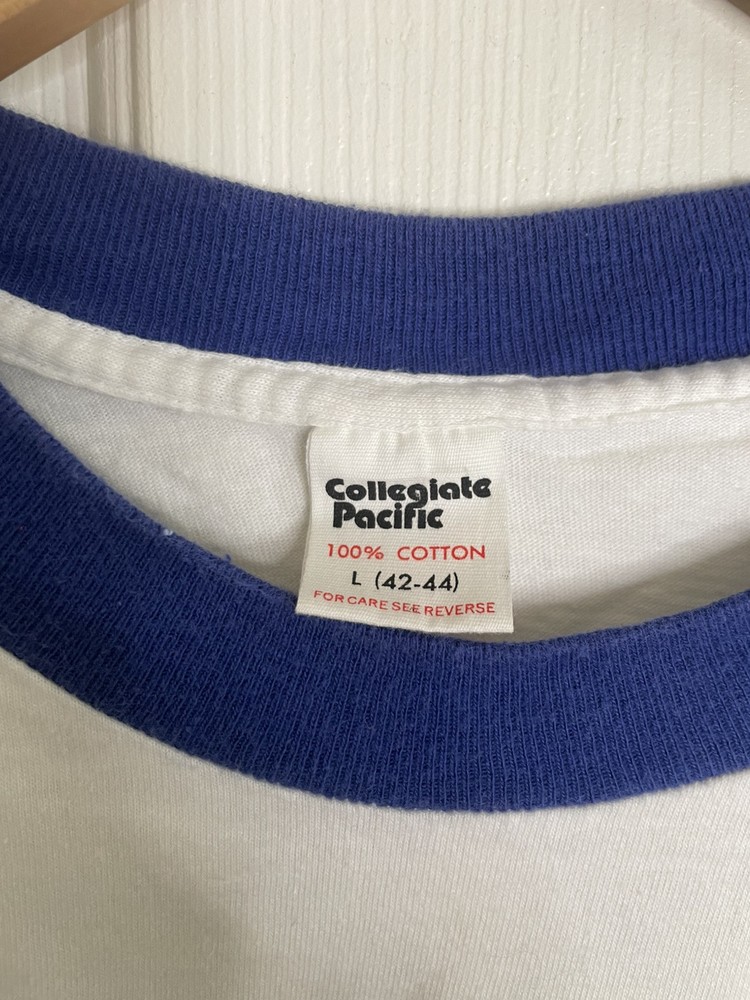 Collegiate
Pacific
100% COTTON
L (42-44)
FOR CARE SEE REVERSE